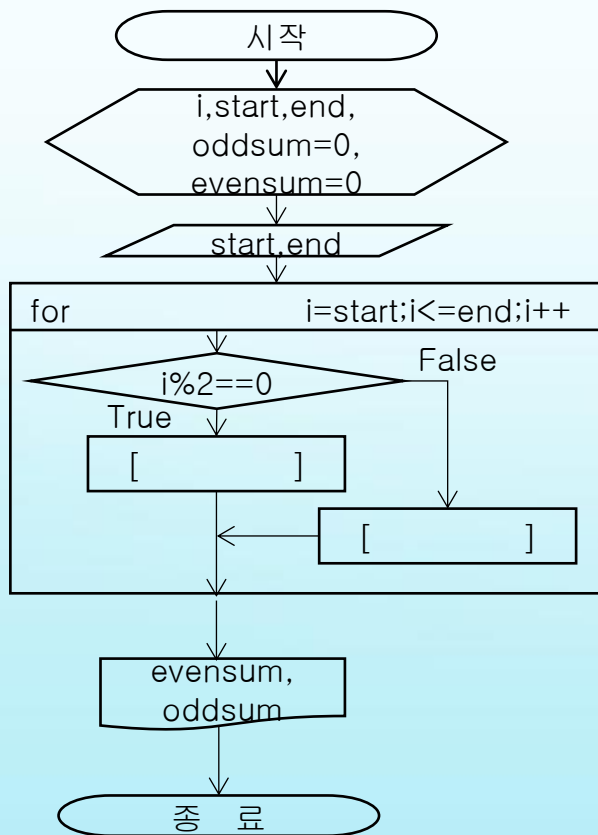 시작
i,start,end,
oddsum=0,
evensum=0
start,end
for i=start;i<=end;i++
False
i%2==0
True
[ ]
[ ]
evensum,
oddsum
종 료